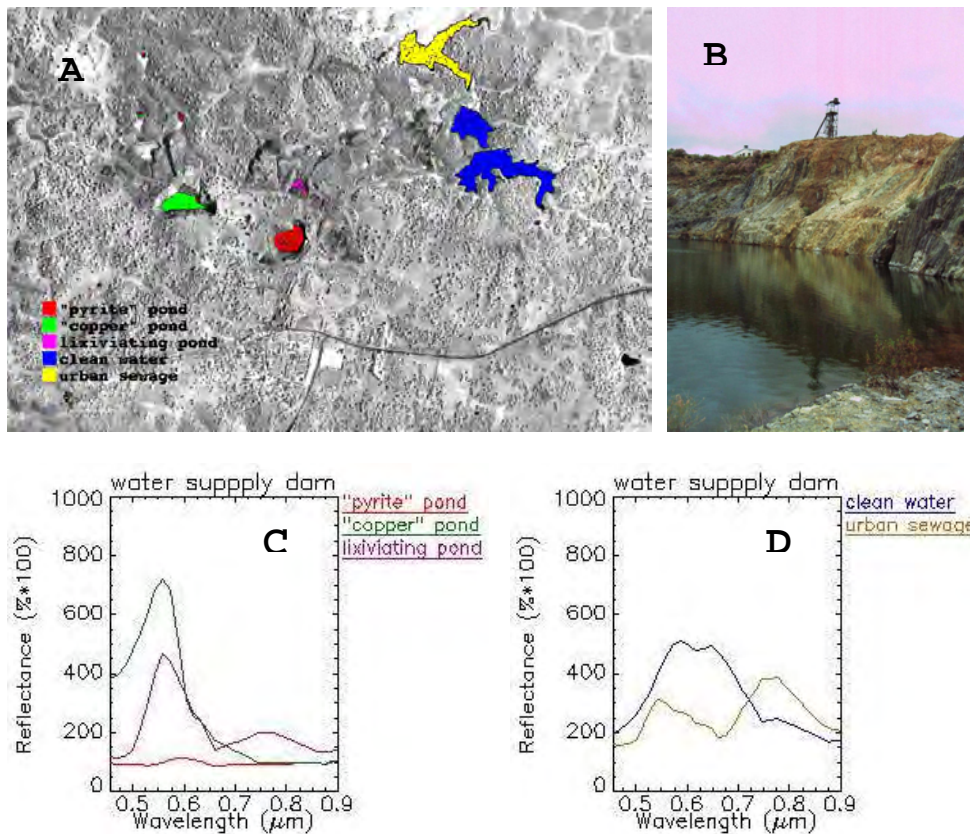 A
B
"pyrite" pond
"copper" pond
lixiviating pond
clean water
urban sewage
water suppply dam
"pyrite" pond
"copper" pond
lixiviating pond
C
1000
800
600
400
200
0
Reflectance (%*100)
0.5 0.6 0.7 0.8 0.9
Wavelength (μm)
water suppply dam
clean water
urban sewage
D
1000
800
600
400
200
0
Reflectance (%*100)
0.5 0.6 0.7 0.8 0.9
Wavelength (μm)